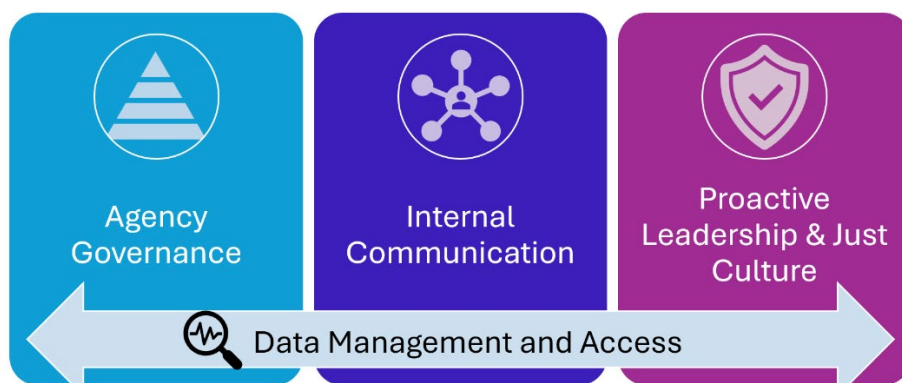 Agency
Governance
Internal
Communication
Proactive
Leadership & Just
Culture
Data Management and Access